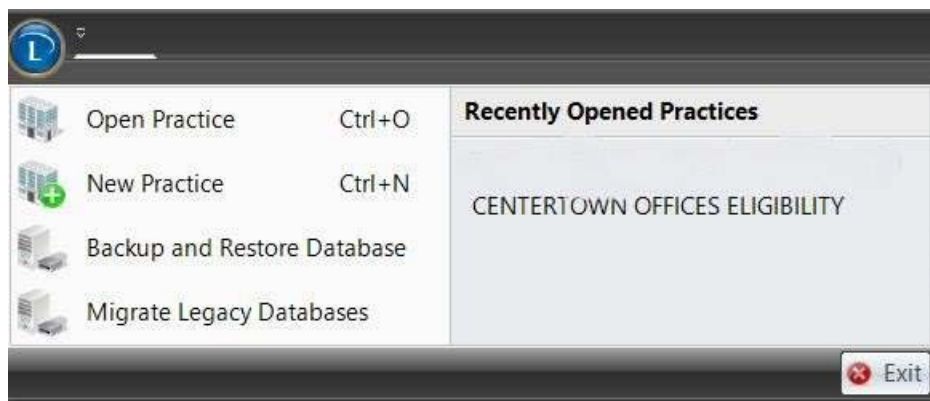 L
Open Practice Ctrl+O
New Practice Ctrl+N
Backup and Restore Database
Migrate Legacy Databases
Recently Opened Practices
CENTERTOWN OFFICES ELIGIBILITY
Exit